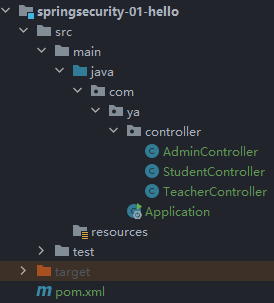 springsecurity-01-hello
src
main
java
com
ya
controller
AdminController
StudentController
TeacherController
Application
resources
test
target
pom.xml